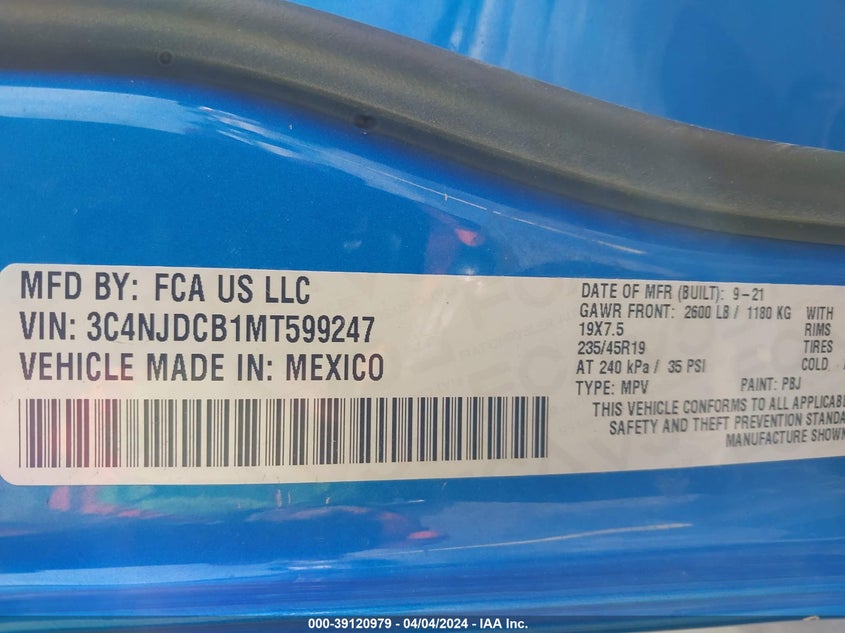 MFD BY: FCA US LLC
VIN: 3C4NJDCB1MT599247
VEHICLE MADE IN: MEXICO
DATE OF MFR (BUILT): 9-21
GAWR FRONT: 2600 LB / 1180 KG WITH
19X7.5 RIMS
235/45R19 TIRES
AT 240 kPa / 35 PSI COLD
TYPE: MPV PAINT: PBJ
THIS VEHICLE CONFORMS TO ALL APPLICABL
SAFETY AND THEFT PREVENTION STANDA
MANUFACTURE SHOWN
000-39120979 - 04/04/2024 - IAA Inc.